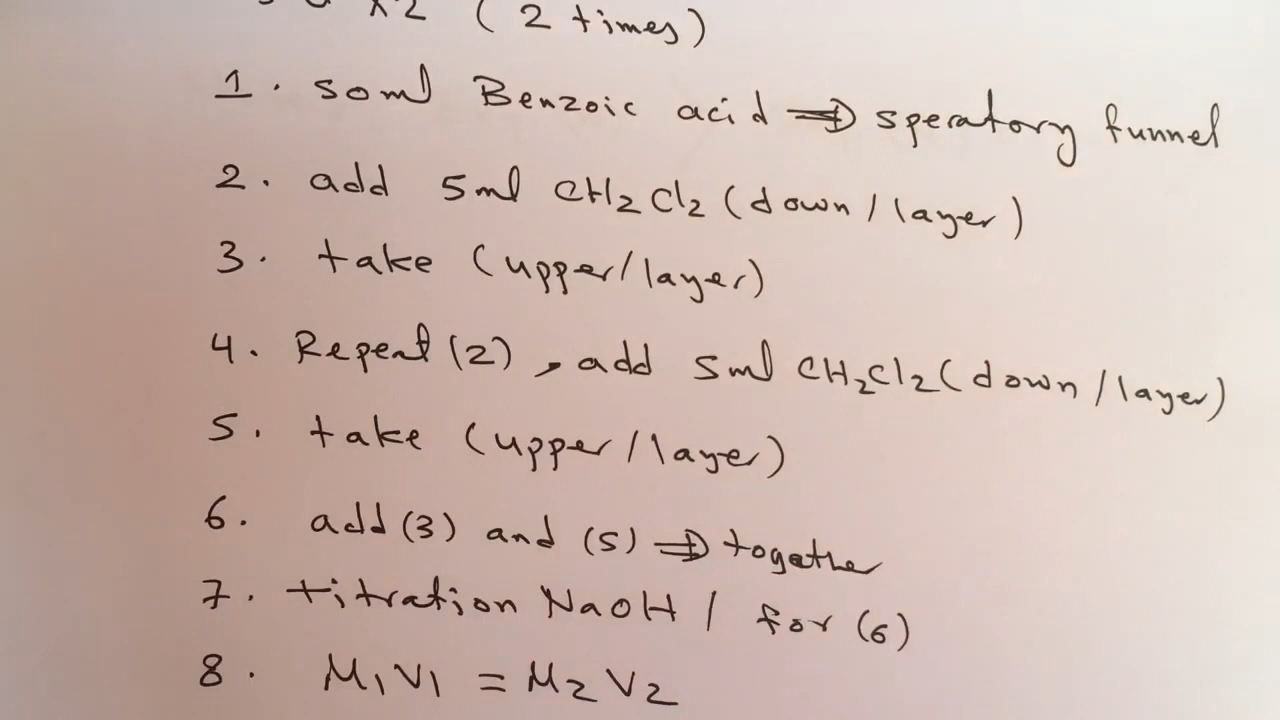 x2 (2 times)
1. 50ml Benzoic acid ⇒ speratory funnel
2. add 5ml CH₂Cl₂ (down/layer)
3. take (upper/layer)
4. Repeat (2), add 5ml CH₂Cl₂ (down/layer)
5. take (upper/layer)
6. add (3) and (5) ⇒ together
7. titration NaOH / for (6)
8. M₁V₁ = M₂V₂